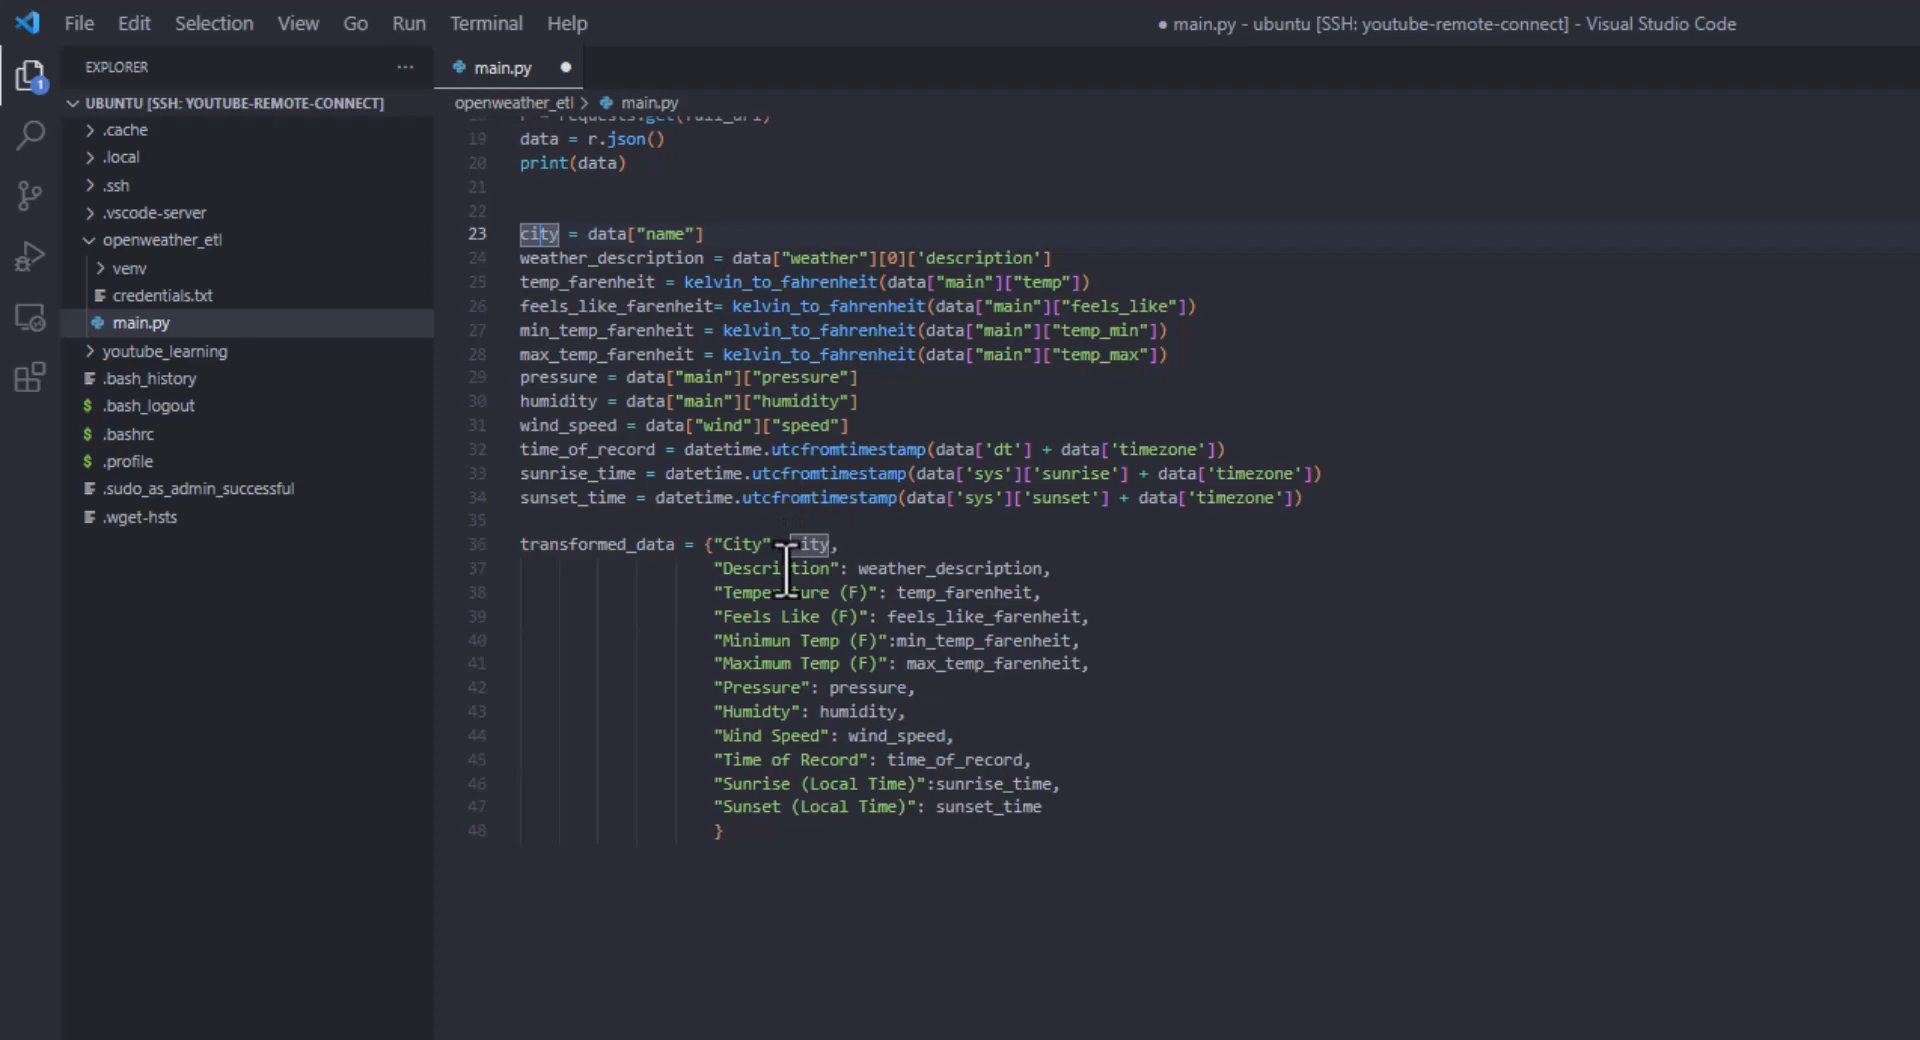 File Edit Selection View Go Run Terminal Help
● main.py - ubuntu [SSH: youtube-remote-connect] - Visual Studio Code
EXPLORER ···
main.py
1
UBUNTU [SSH: YOUTUBE-REMOTE-CONNECT]
openweather_etl > main.py
.cache
.local
.ssh
.vscode-server
openweather_etl
venv
credentials.txt
main.py
youtube_learning
.bash_history
.bash_logout
.bashrc
.profile
.sudo_as_admin_successful
.wget-hsts
18 r = requests.get(full_url)
19 data = r.json()
20 print(data)
21
22
23 city = data["name"]
24 weather_description = data["weather"][0]['description']
25 temp_farenheit = kelvin_to_fahrenheit(data["main"]["temp"])
26 feels_like_farenheit= kelvin_to_fahrenheit(data["main"]["feels_like"])
27 min_temp_farenheit = kelvin_to_fahrenheit(data["main"]["temp_min"])
28 max_temp_farenheit = kelvin_to_fahrenheit(data["main"]["temp_max"])
29 pressure = data["main"]["pressure"]
30 humidity = data["main"]["humidity"]
31 wind_speed = data["wind"]["speed"]
32 time_of_record = datetime.utcfromtimestamp(data['dt'] + data['timezone'])
33 sunrise_time = datetime.utcfromtimestamp(data['sys']['sunrise'] + data['timezone'])
34 sunset_time = datetime.utcfromtimestamp(data['sys']['sunset'] + data['timezone'])
35
36 transformed_data = {"City": city,
37 "Description": weather_description,
38 "Temperature (F)": temp_farenheit,
39 "Feels Like (F)": feels_like_farenheit,
40 "Minimun Temp (F)":min_temp_farenheit,
41 "Maximum Temp (F)": max_temp_farenheit,
42 "Pressure": pressure,
43 "Humidty": humidity,
44 "Wind Speed": wind_speed,
45 "Time of Record": time_of_record,
46 "Sunrise (Local Time)":sunrise_time,
47 "Sunset (Local Time)": sunset_time
48 }